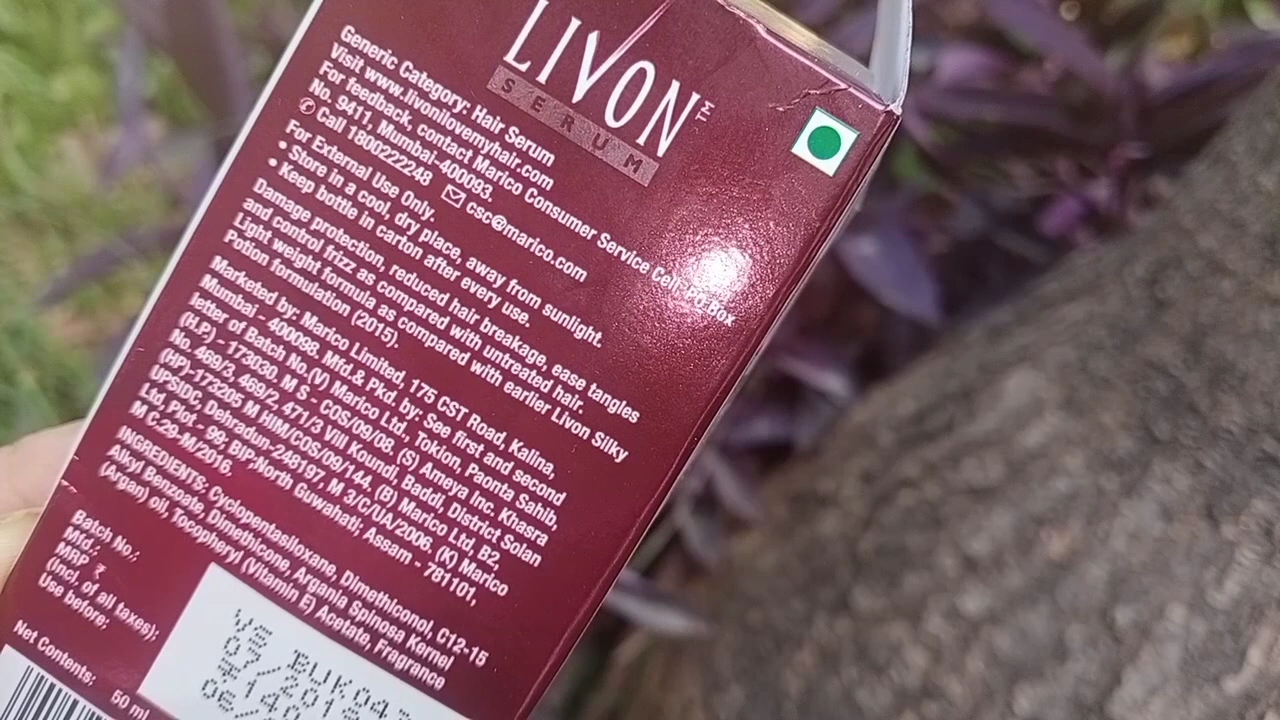 LIVON™
SERUM
Generic Category: Hair Serum
Visit www.livonilovemyhair.com
For feedback, contact Marico Consumer Service Cell Box
No. 9411, Mumbai-400093.
Call 18002222248 csc@marico.com
For External Use Only.
• Store in a cool, dry place, away from sunlight.
• Keep bottle in carton after every use.
Damage protection, reduced hair breakage, ease tangles
and control frizz as compared with untreated hair.
Light weight formula as compared with earlier Livon Silky
Potion formulation (2015).
Marketed by: Marico Limited, 175 CST Road, Kalina,
Mumbai - 400098. Mfd.& Pkd. by: See first and second
letter of Batch No.(V) Marico Ltd., Toklon, Paonta Sahib,
(H.P.) - 173030. M S - COS/09/08. (S) Ameya Inc. Khasra
No. 469/3, 469/2, 471/3 Vill Koundi, Baddi, District Solan
(HP)-173205 M HIM/COS/09/144. (B) Marico Ltd, B2,
UPSIDC, Dehradun-248197. M 3/C/UA/2006. (K) Marico
Ltd, Plot - 99, BIP,North Guwahati, Assam - 781101,
M.C-29-M/2016.
INGREDIENTS: Cyclopentasiloxane, Dimethiconol, C12-15
Alkyl Benzoate, Dimethicone, Argania Spinosa Kernel
(Argan) oil, Tocopheryl (Vitamin E) Acetate, Fragrance
Batch No.:
Mfg.:
MRP ₹
(incl. of all taxes):
Use before:
Net Contents: 50 ml